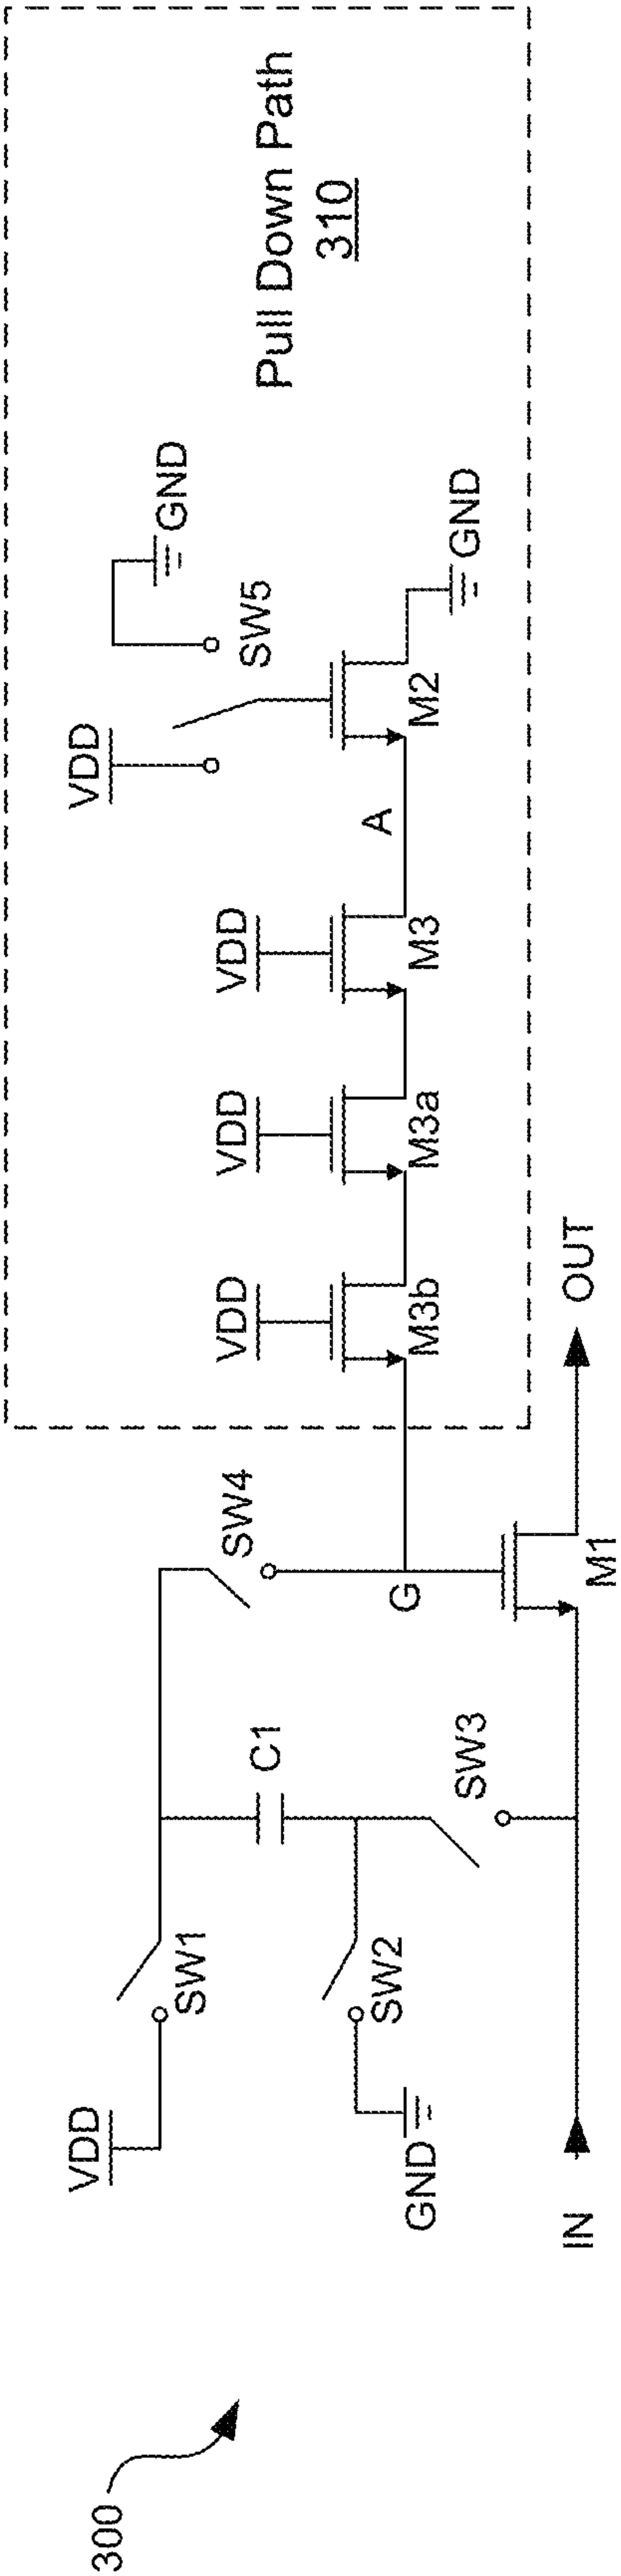 300
VDD
SW1
C1
SW4
SW2
GND
SW3
G
IN
M1
OUT
VDD
M3b
VDD
M3a
VDD
M3
A
VDD
SW5
GND
M2
GND
Pull Down Path
310